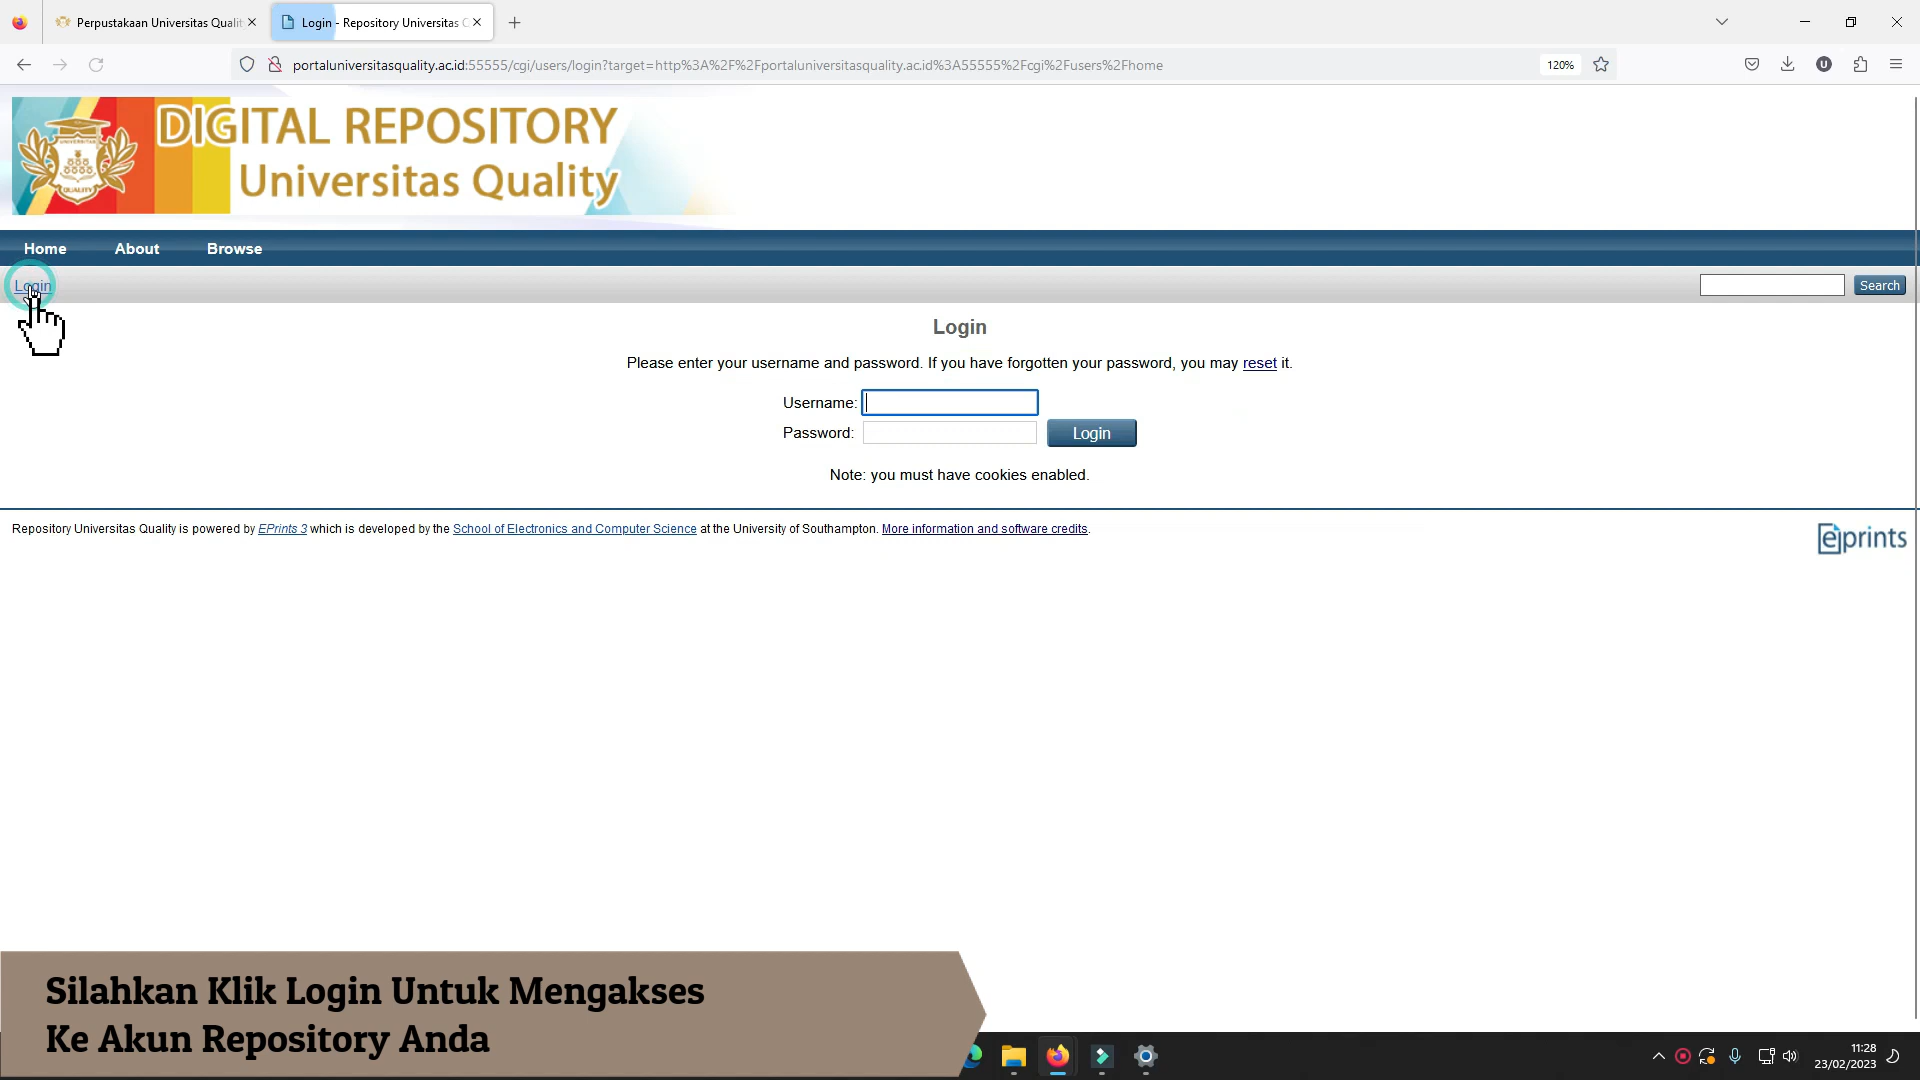 Perpustakaan Universitas Qualit
Login - Repository Universitas Q
portaluniversitasquality.ac.id:55555/cgi/users/login?target=http%3A%2F%2Fportaluniversitasquality.ac.id%3A55555%2Fcgi%2Fusers%2Fhome
120%
U
UNIVERSITAS
QUALITY
DIGITAL REPOSITORY
Universitas Quality
Home About Browse
Login
Search
Login
Please enter your username and password. If you have forgotten your password, you may reset it.
Username:
Password:
Login
Note: you must have cookies enabled.
Repository Universitas Quality is powered by EPrints 3 which is developed by the School of Electronics and Computer Science at the University of Southampton. More information and software credits.
eprints
Silahkan Klik Login Untuk Mengakses
Ke Akun Repository Anda
11:28
23/02/2023